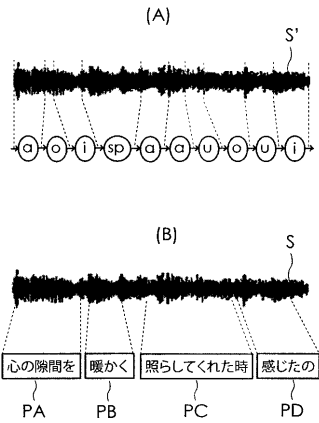 (A)
S'
a o i sp a a u o u i
(B)
S
心の隙間を 暖かく 照らしてくれた時 感じたの
PA PB PC PD